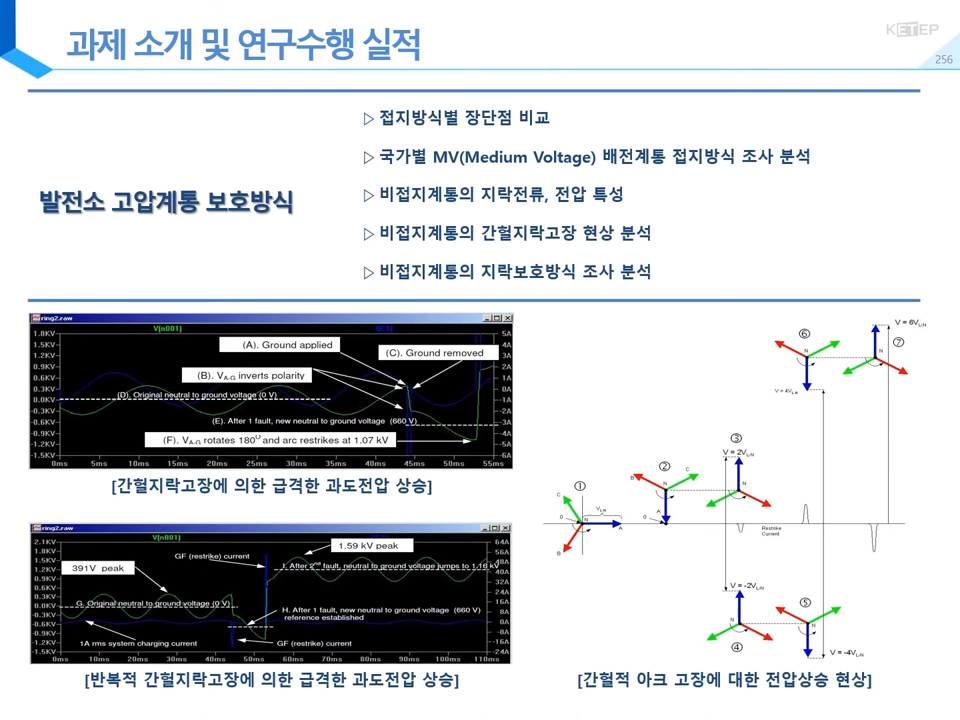 과제 소개 및 연구수행 실적
KETEP
256
▷ 접지방식별 장단점 비교
▷ 국가별 MV(Medium Voltage) 배전계통 접지방식 조사 분석
발전소 고압계통 보호방식
▷ 비접지계통의 지락전류, 전압 특성
▷ 비접지계통의 간헐지락고장 현상 분석
▷ 비접지계통의 지락보호방식 조사 분석
ring2.raw
V[n001]
1.8KV
1.5KV
1.2KV
0.9KV
0.6KV
0.3KV
0.0KV
-0.3KV
-0.6KV
-0.9KV
-1.2KV
-1.5KV
5A
4A
3A
2A
1A
0A
-1A
-2A
-3A
-4A
-5A
-6A
(A). Ground applied
(C). Ground removed
(B). VA-G inverts polarity
(D). Original neutral to ground voltage (0 V)
(E). After 1 fault, new neutral to ground voltage (660 V)
(F). VA-G rotates 180O and arc restrikes at 1.07 kV
0ms 5ms 10ms 15ms 20ms 25ms 30ms 35ms 40ms 45ms 50ms 55ms
[간헐지락고장에 의한 급격한 과도전압 상승]
ring2.raw
V[n001]
2.1KV
1.8KV
1.5KV
1.2KV
0.9KV
0.6KV
0.3KV
0.0KV
-0.3KV
-0.6KV
-0.9KV
-1.2KV
-1.5KV
64A
56A
48A
40A
32A
24A
16A
8A
0A
-8A
-16A
-24A
1.59 kV peak
GF (restrike) current
391V peak
I. After 2nd fault, neutral to ground voltage jumps to 1.16 kV
G. Original neutral to ground voltage (0 V)
H. After 1 fault, new neutral to ground voltage (660 V)
reference established
1A rms system charging current
GF (restrike) current
0ms 10ms 20ms 30ms 40ms 50ms 60ms 70ms 80ms 90ms 100ms 110ms
[반복적 간헐지락고장에 의한 급격한 과도전압 상승]
V = 6VL/N
⑥
N
N
⑦
V = 4VL/N
③
V = 2VL/N
②
B
C
N
N
①
C
A
VL/N
G
N
A
G
B
Restrike
Current
V = -2VL/N
⑤
N
N
④
V = -4VL/N
[간헐적 아크 고장에 대한 전압상승 현상]